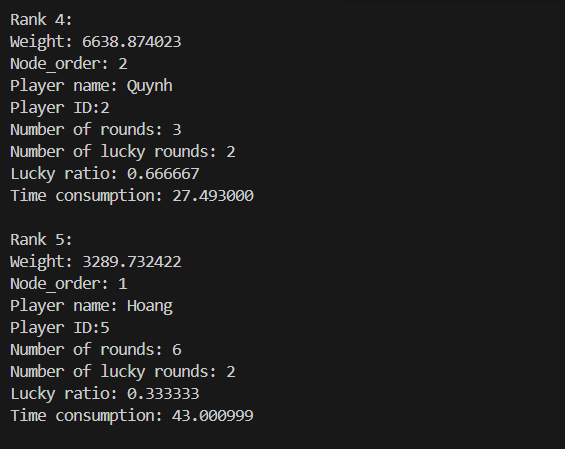 Rank 4:
Weight: 6638.874023
Node_order: 2
Player name: Quynh
Player ID:2
Number of rounds: 3
Number of lucky rounds: 2
Lucky ratio: 0.666667
Time consumption: 27.493000

Rank 5:
Weight: 3289.732422
Node_order: 1
Player name: Hoang
Player ID:5
Number of rounds: 6
Number of lucky rounds: 2
Lucky ratio: 0.333333
Time consumption: 43.000999